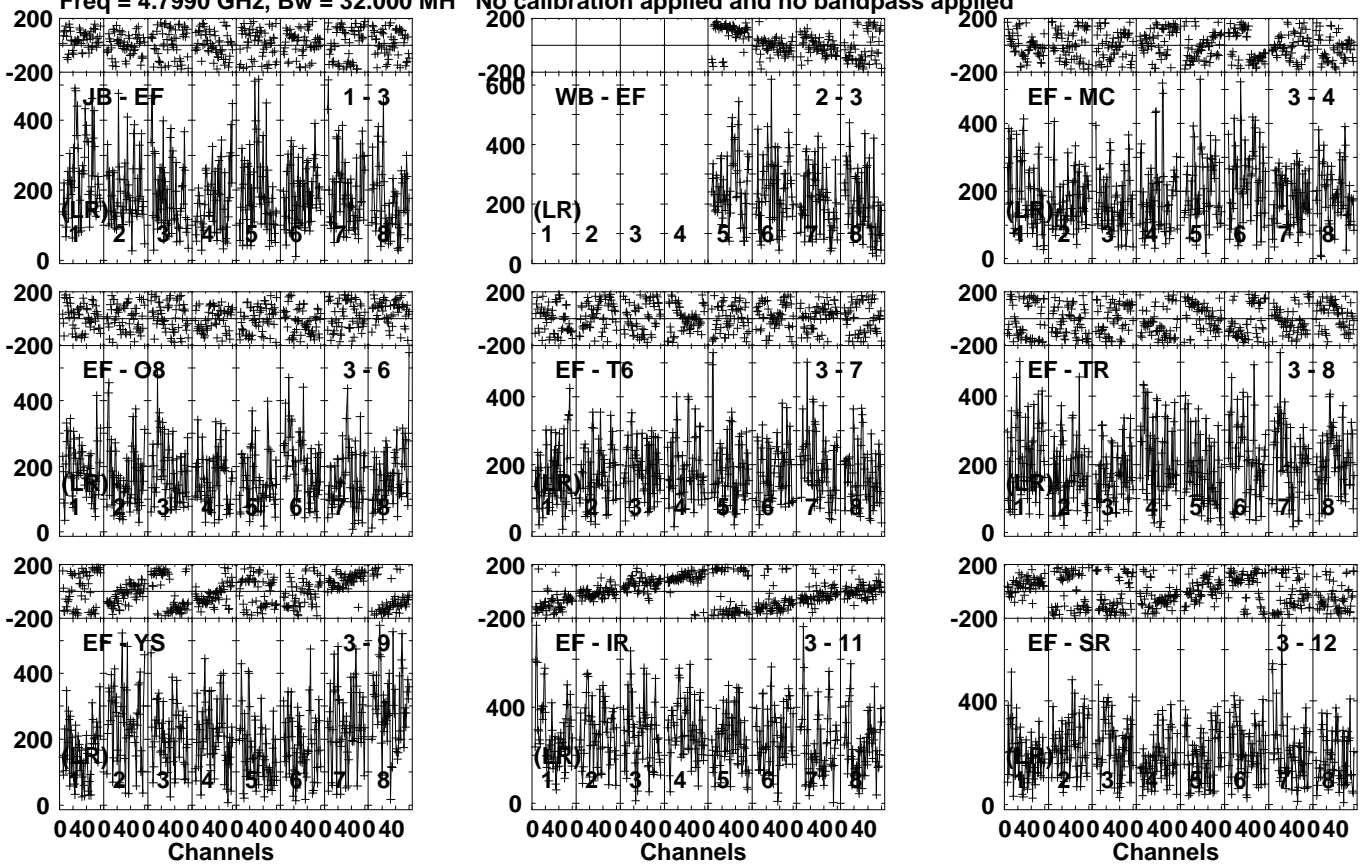 Freq = 4.7990 GHz, Bw = 32.000 MH No calibration applied and no bandpass applied
200
-200
JB - EF 1 - 3
400
200
0
(LR)
1 2 3 4 5 6 7 8
200
-200
600
WB - EF 2 - 3
400
200
0
(LR)
1 2 3 4 5 6 7 8
200
-200
EF - MC 3 - 4
400
200
0
(LR)
1 2 3 4 5 6 7 8
200
-200
EF - O8 3 - 6
400
200
0
(LR)
1 2 3 4 5 6 7 8
200
-200
EF - T6 3 - 7
400
200
0
(LR)
1 2 3 4 5 6 7 8
200
-200
EF - TR 3 - 8
400
200
0
(LR)
1 2 3 4 5 6 7 8
200
-200
EF - YS 3 - 9
400
200
0
(LR)
1 2 3 4 5 6 7 8
0 40 0 40 0 40 0 40 0 40 0 40 0 40 0 40
Channels
200
-200
EF - IR 3 - 11
400
0
(LR)
1 2 3 4 5 6 7 8
0 40 0 40 0 40 0 40 0 40 0 40 0 40 0 40
Channels
200
-200
EF - SR 3 - 12
400
0
(LR)
1 2 3 4 5 6 7 8
0 40 0 40 0 40 0 40 0 40 0 40 0 40 0 40
Channels